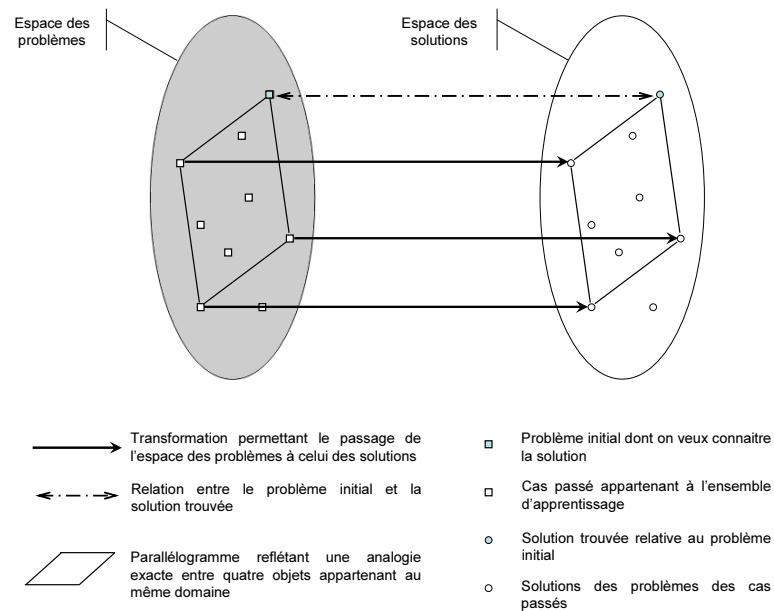 Espace des
problèmes
Espace des
solutions
Transformation permettant le passage de
l'espace des problèmes à celui des solutions
Relation entre le problème initial et la
solution trouvée
Parallélogramme reflétant une analogie
exacte entre quatre objets appartenant au
même domaine
Problème initial dont on veux connaitre
la solution
Cas passé appartenant à l'ensemble
d'apprentissage
Solution trouvée relative au problème
initial
Solutions des problèmes des cas
passés